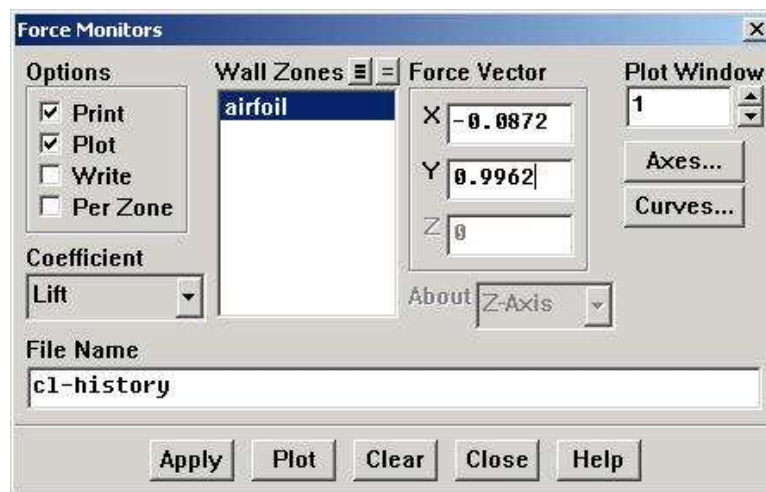 Force Monitors
Options
Print
Plot
Write
Per Zone
Coefficient
Lift
Wall Zones
airfoil
Force Vector
X -0.0872
Y 0.9962
Z 0
About Z-Axis
Plot Window
1
Axes...
Curves...
File Name
cl-history
Apply Plot Clear Close Help